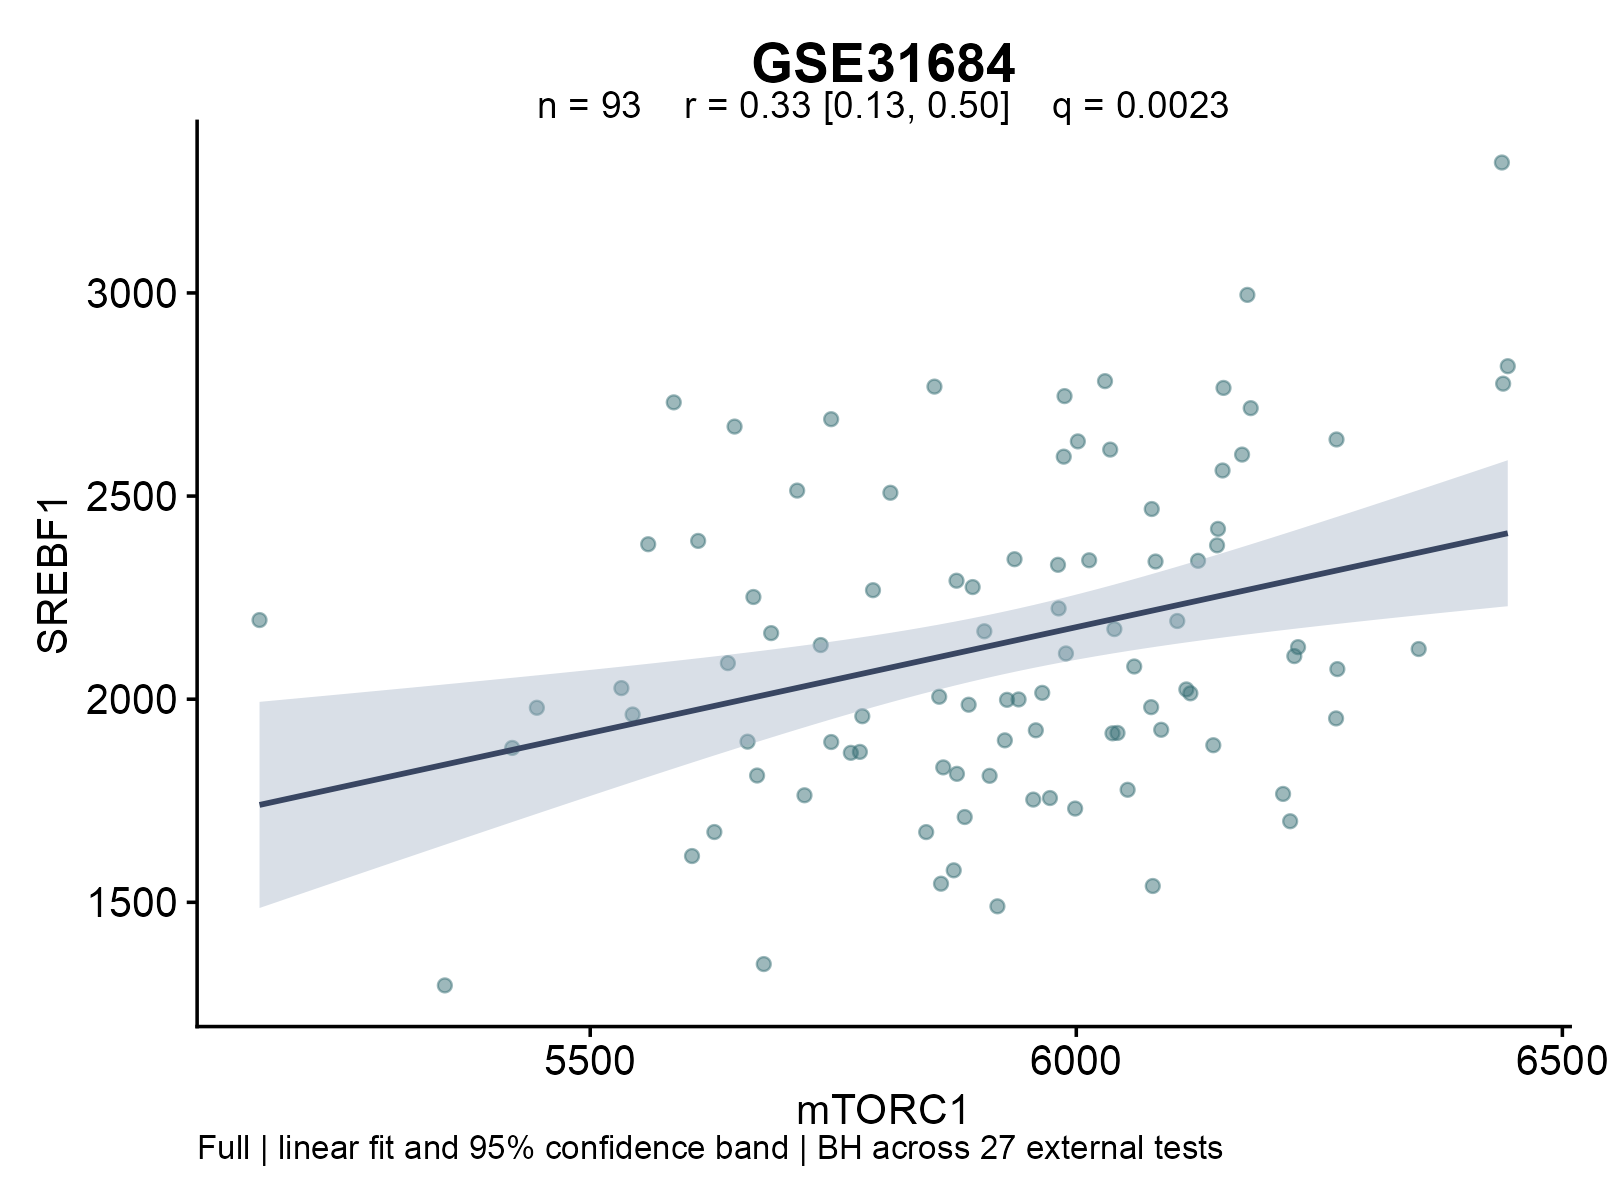 GSE31684
n = 93 r = 0.33 [0.13, 0.50] q = 0.0023
SREBF1
3000
2500
2000
1500
5500 6000 6500
mTORC1
Full | linear fit and 95% confidence band | BH across 27 external tests